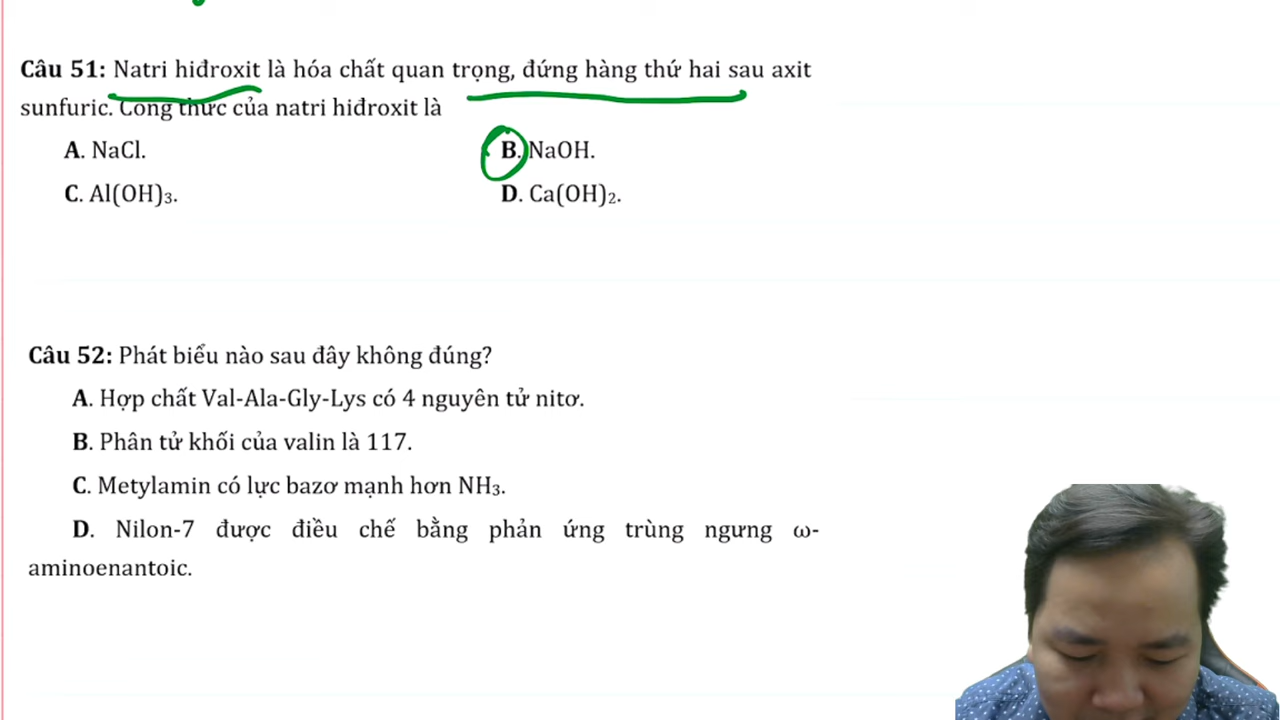 Câu 51: Natri hiđroxit là hóa chất quan trọng, đứng hàng thứ hai sau axit
sunfuric. Công thức của natri hiđroxit là
A. NaCl.
B. NaOH.
C. Al(OH)₃.
D. Ca(OH)₂.
Câu 52: Phát biểu nào sau đây không đúng?
A. Hợp chất Val-Ala-Gly-Lys có 4 nguyên tử nitơ.
B. Phân tử khối của valin là 117.
C. Metylamin có lực bazơ mạnh hơn NH₃.
D. Nilon-7 được điều chế bằng phản ứng trùng ngưng ω-
aminoenantoic.